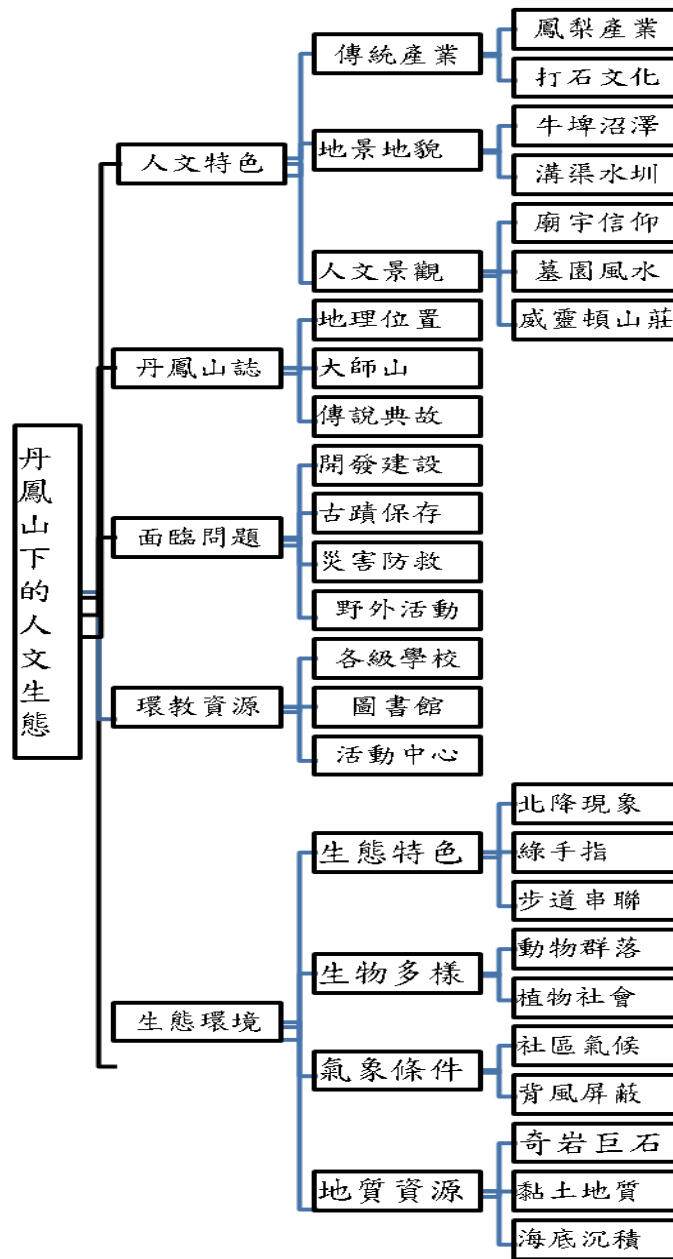 丹鳳山下的人文生態
人文特色
傳統產業
鳳梨產業
打石文化
地景地貌
牛埤沼澤
溝渠水圳
人文景觀
廟宇信仰
墓園風水
威靈頓山莊
丹鳳山誌
地理位置
大師山
傳說典故
面臨問題
開發建設
古蹟保存
災害防救
野外活動
環教資源
各級學校
圖書館
活動中心
生態環境
生態特色
北降現象
綠手指
步道串聯
生物多樣
動物群落
植物社會
氣象條件
社區氣候
背風屏蔽
地質資源
奇岩巨石
黏土地質
海底沉積